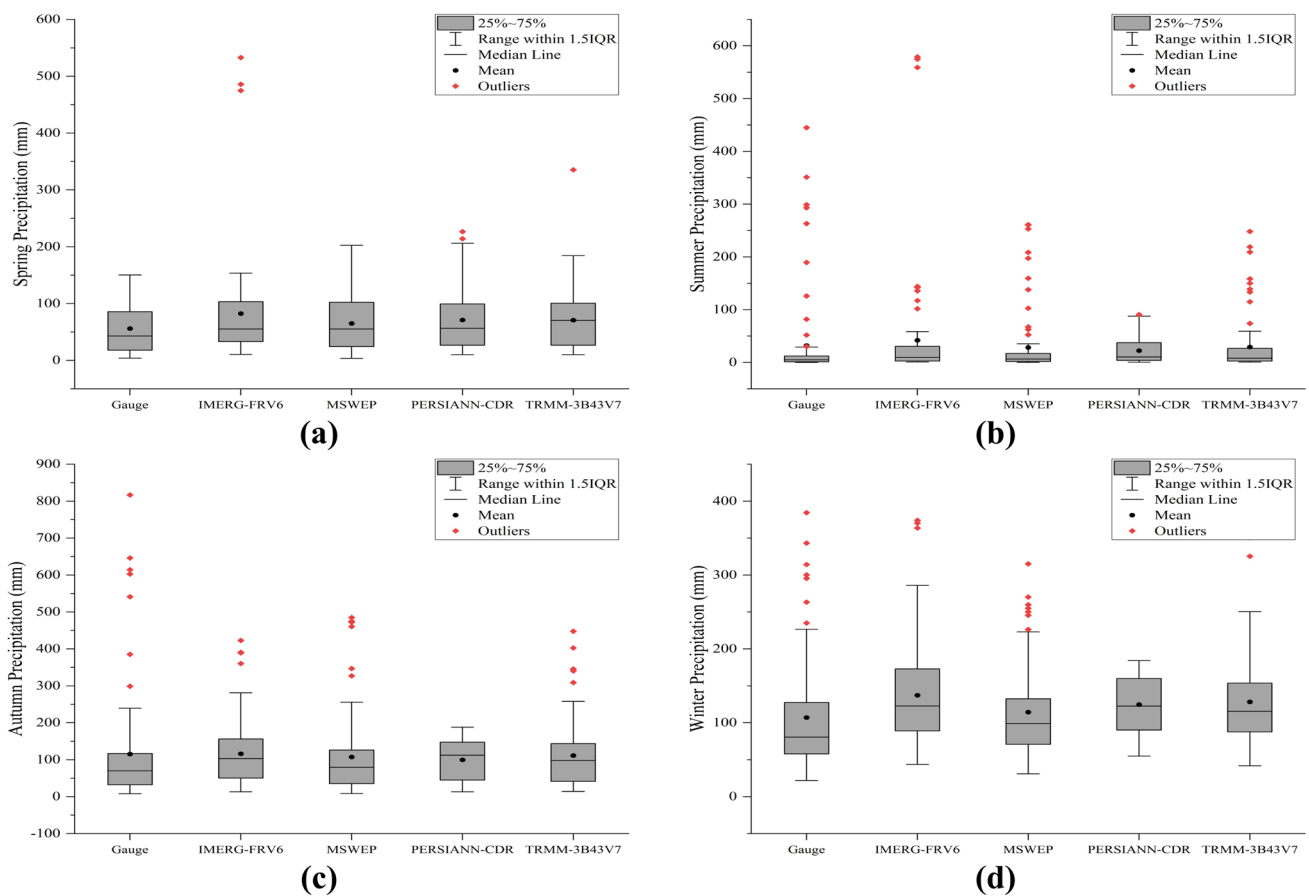 600
500
400
300
200
100
0
Spring Precipitation (mm)
25%~75%
Range within 1.5IQR
Median Line
Mean
Outliers
Gauge IMERG-FRV6 MSWEP PERSIANN-CDR TRMM-3B43V7
(a)
600
500
400
300
200
100
0
Summer Precipitation (mm)
25%~75%
Range within 1.5IQR
Median Line
Mean
Outliers
Gauge IMERG-FRV6 MSWEP PERSIANN-CDR TRMM-3B43V7
(b)
900
800
700
600
500
400
300
200
100
0
-100
Autumn Precipitation (mm)
25%~75%
Range within 1.5IQR
Median Line
Mean
Outliers
Gauge IMERG-FRV6 MSWEP PERSIANN-CDR TRMM-3B43V7
(c)
400
300
200
100
0
Winter Precipitation (mm)
25%~75%
Range within 1.5IQR
Median Line
Mean
Outliers
Gauge IMERG-FRV6 MSWEP PERSIANN-CDR TRMM-3B43V7
(d)